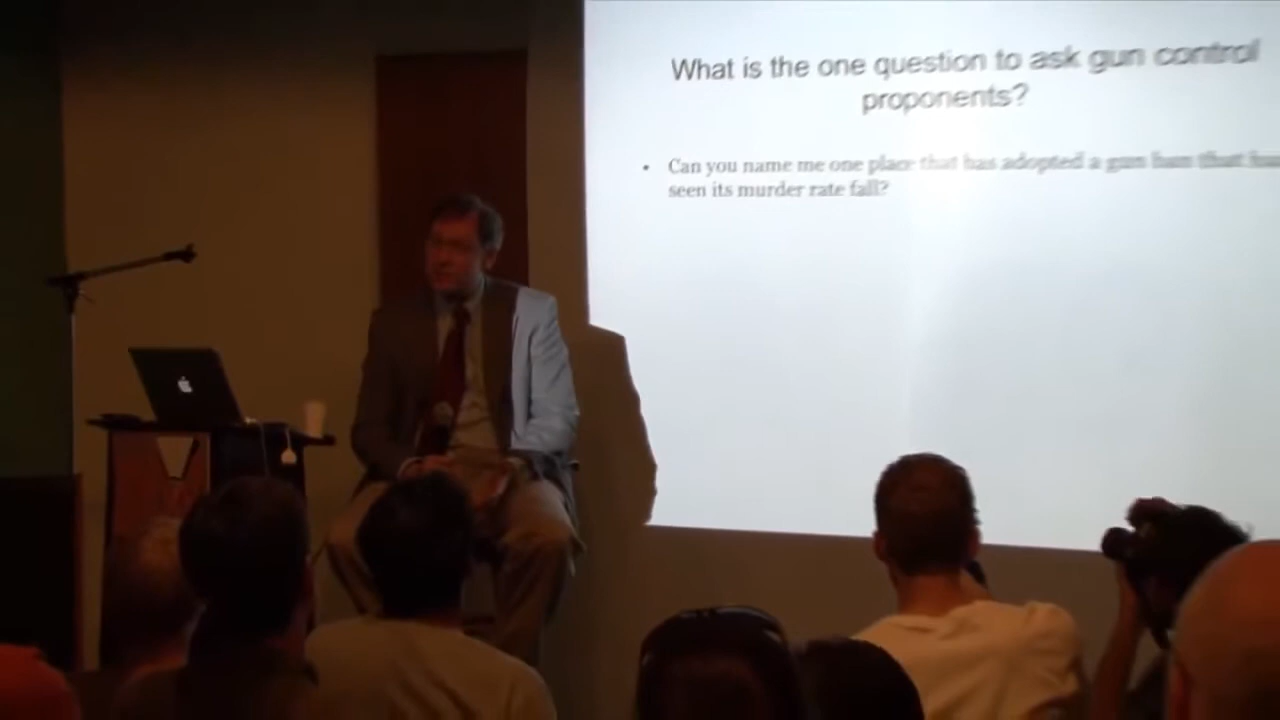 What is the one question to ask gun control
proponents?
• Can you name me one place that has adopted a gun ban that has
seen its murder rate fall?